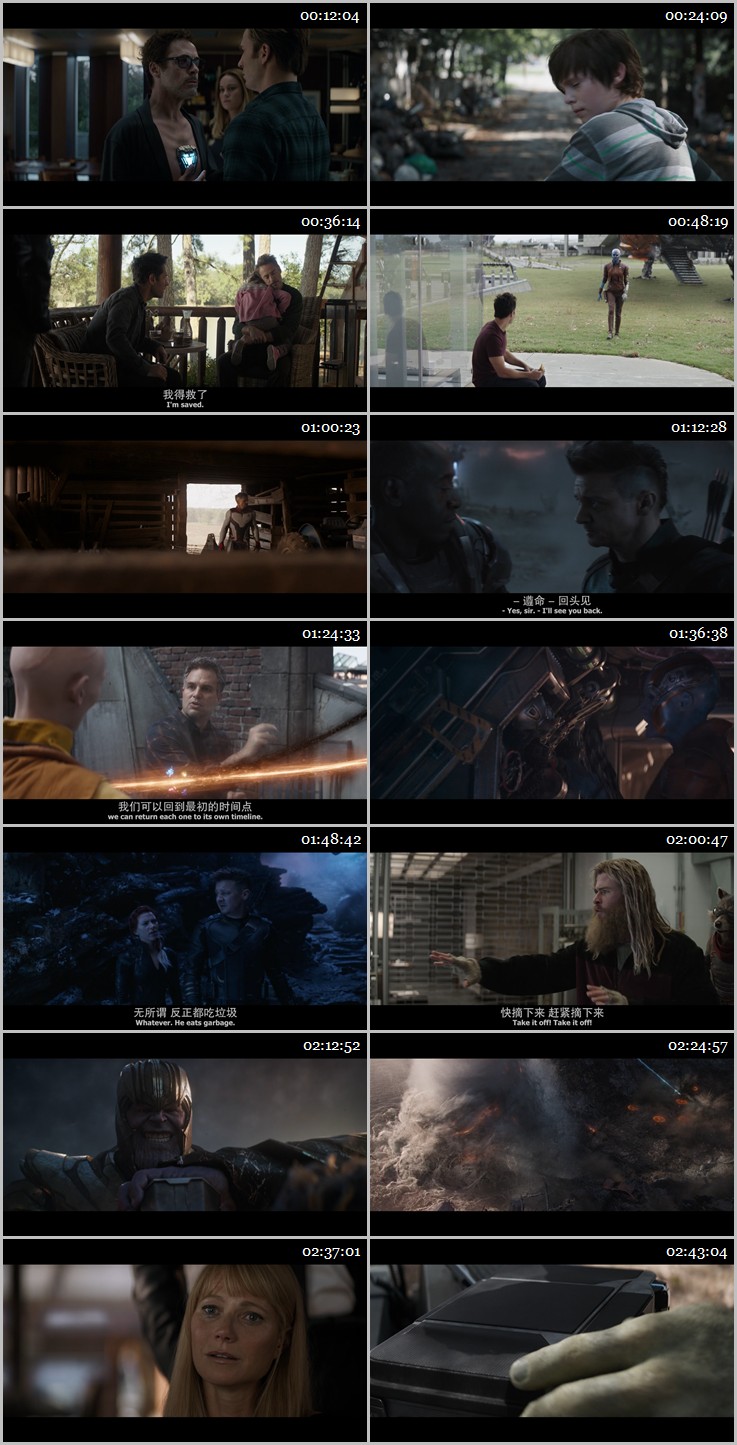 00:12:04
00:24:09
00:36:14
我得救了
I'm saved.
00:48:19
01:00:23
01:12:28
– 遵命 – 回头见
- Yes, sir. - I'll see you back.
01:24:33
我们可以回到最初的时间点
we can return each one to its own timeline.
01:36:38
01:48:42
无所谓 反正都吃垃圾
Whatever. He eats garbage.
02:00:47
快摘下来 赶紧摘下来
Take it off! Take it off!
02:12:52
02:24:57
02:37:01
02:43:04